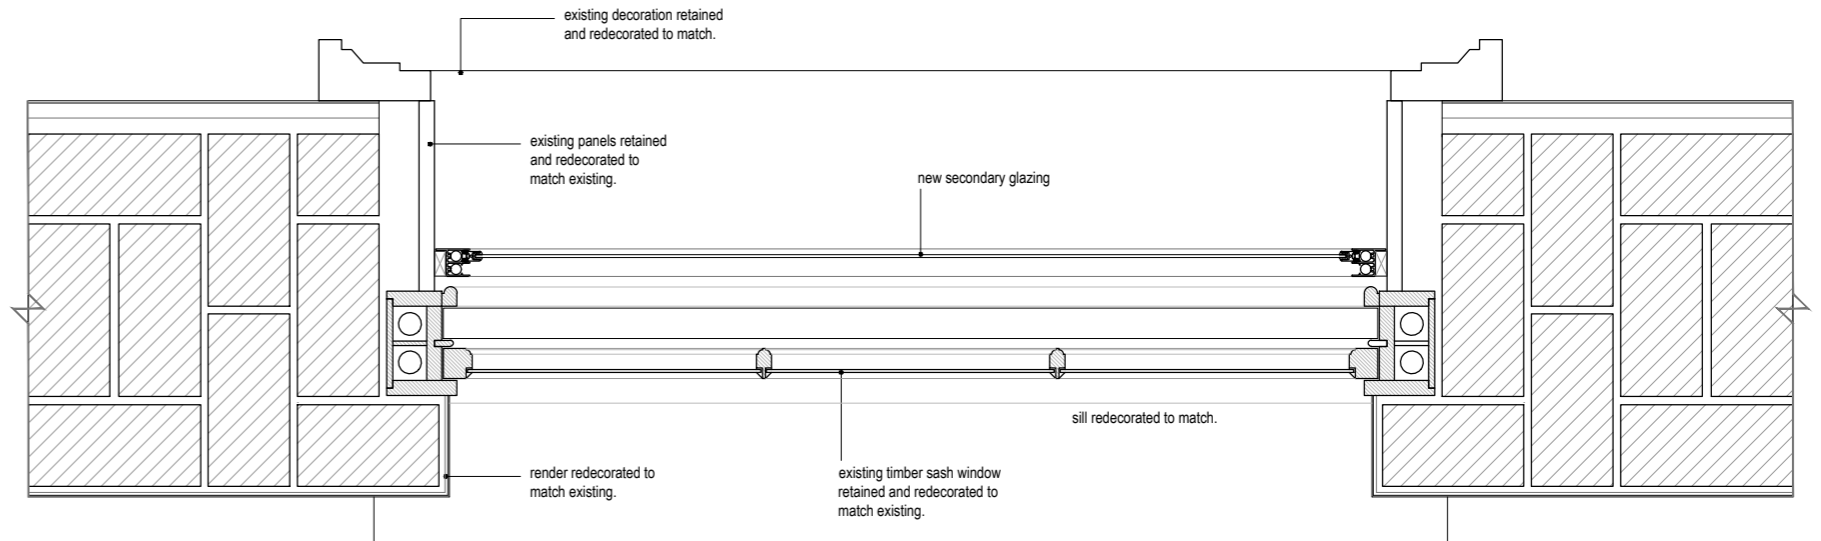 existing decoration retained
and redecorated to match.
existing panels retained
and redecorated to
match existing.
new secondary glazing
sill redecorated to match.
render redecorated to
match existing.
existing timber sash window
retained and redecorated to
match existing.